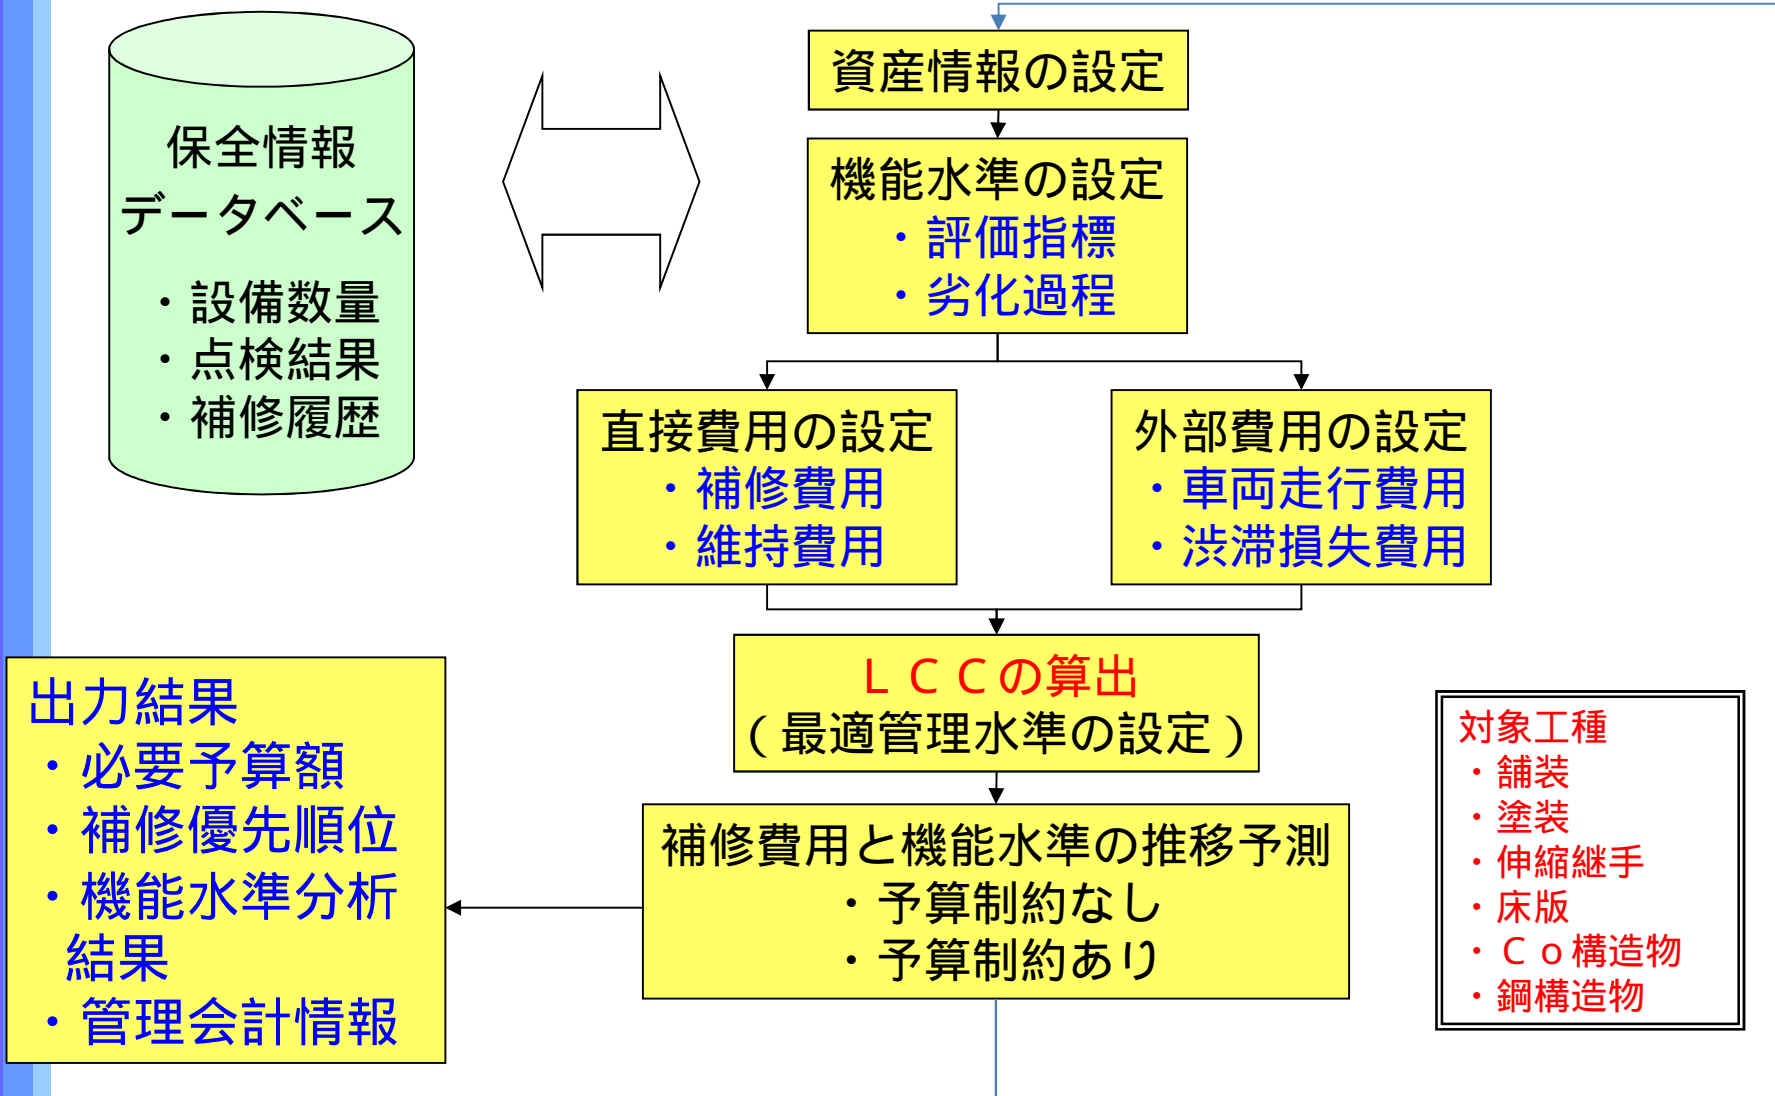 保全情報
データベース
・設備数量
・点検結果
・補修履歴
資産情報の設定
機能水準の設定
・評価指標
・劣化過程
直接費用の設定
・補修費用
・維持費用
外部費用の設定
・車両走行費用
・渋滞損失費用
ＬＣＣの算出
（最適管理水準の設定）
補修費用と機能水準の推移予測
・予算制約なし
・予算制約あり
出力結果
・必要予算額
・補修優先順位
・機能水準分析
結果
・管理会計情報
対象工種
・舗装
・塗装
・伸縮継手
・床版
・Ｃｏ構造物
・鋼構造物